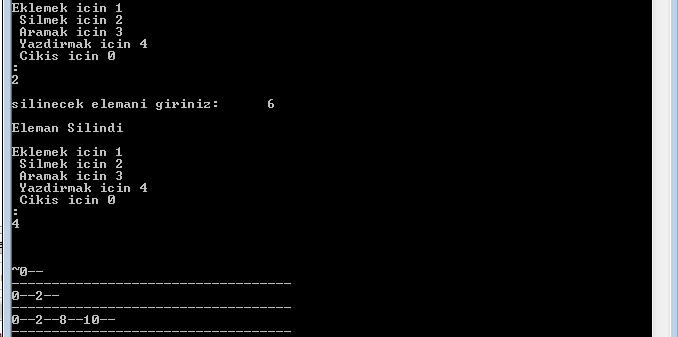 Eklemek icin 1
Silmek icin 2
Aramak icin 3
Yazdirmak icin 4
Cikis icin 0
:
2
silinecek elemani giriniz: 6
Eleman Silindi
Eklemek icin 1
Silmek icin 2
Aramak icin 3
Yazdirmak icin 4
Cikis icin 0
:
4
~0--
-----------------------------------
0--2--
-----------------------------------
0--2--8--10--
-----------------------------------